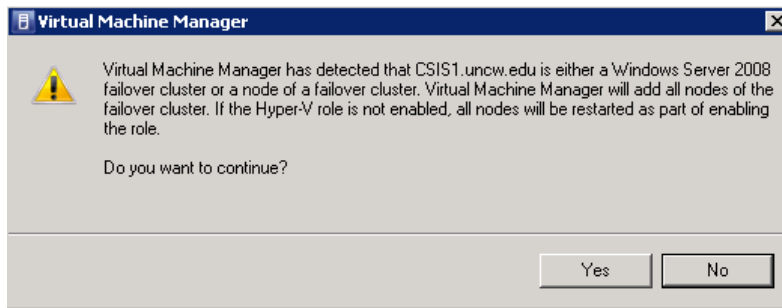 Virtual Machine Manager
Virtual Machine Manager has detected that CSIS1.uncw.edu is either a Windows Server 2008
failover cluster or a node of a failover cluster. Virtual Machine Manager will add all nodes of the
failover cluster. If the Hyper-V role is not enabled, all nodes will be restarted as part of enabling
the role.
Do you want to continue?
Yes No